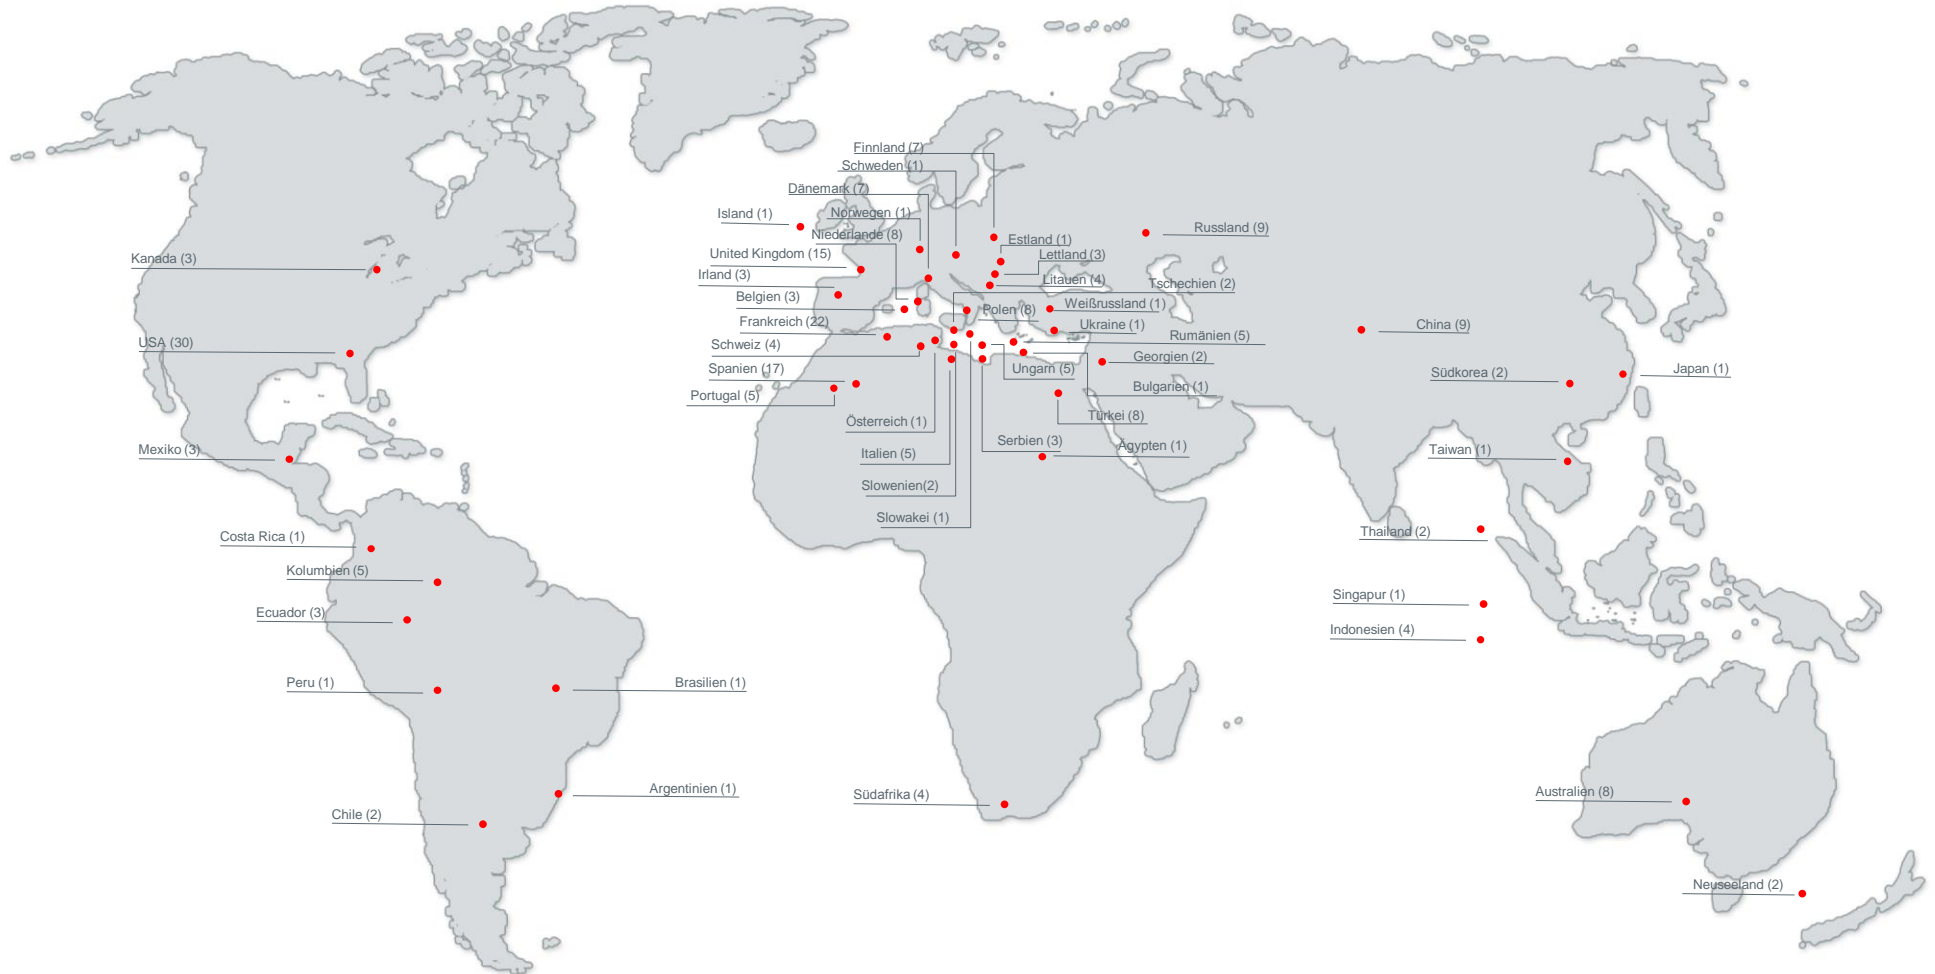 Finnland (7)
Schweden (1)
Dänemark (7)
Island (1)
Norwegen (1)
Niederlande (8)
Estland (1)
Russland (9)
United Kingdom (15)
Lettland (3)
Kanada (3)
Irland (3)
Litauen (4)
Tschechien (2)
Belgien (3)
Polen (8)
Weißrussland (1)
Frankreich (22)
Ukraine (1)
China (9)
Rumänien (5)
USA (30)
Schweiz (4)
Georgien (2)
Spanien (17)
Ungarn (5)
Südkorea (2)
Japan (1)
Portugal (5)
Bulgarien (1)
Österreich (1)
Türkei (8)
Mexiko (3)
Serbien (3)
Ägypten (1)
Taiwan (1)
Italien (5)
Slowenien(2)
Slowakei (1)
Costa Rica (1)
Thailand (2)
Kolumbien (5)
Singapur (1)
Ecuador (3)
Indonesien (4)
Peru (1)
Brasilien (1)
Argentinien (1)
Südafrika (4)
Australien (8)
Chile (2)
Neuseeland (2)